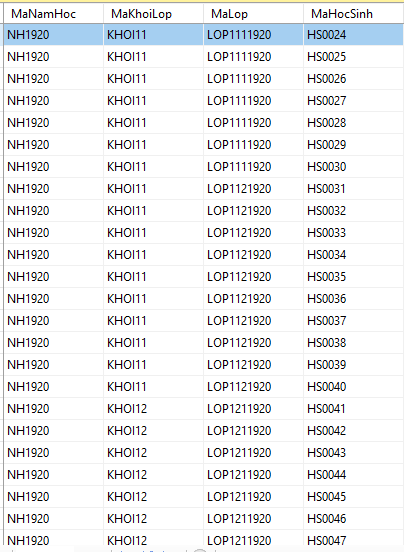 MaNamHoc MaKhoiLop MaLop MaHocSinh
NH1920 KHOI11 LOP1111920 HS0024
NH1920 KHOI11 LOP1111920 HS0025
NH1920 KHOI11 LOP1111920 HS0026
NH1920 KHOI11 LOP1111920 HS0027
NH1920 KHOI11 LOP1111920 HS0028
NH1920 KHOI11 LOP1111920 HS0029
NH1920 KHOI11 LOP1111920 HS0030
NH1920 KHOI11 LOP1121920 HS0031
NH1920 KHOI11 LOP1121920 HS0032
NH1920 KHOI11 LOP1121920 HS0033
NH1920 KHOI11 LOP1121920 HS0034
NH1920 KHOI11 LOP1121920 HS0035
NH1920 KHOI11 LOP1121920 HS0036
NH1920 KHOI11 LOP1121920 HS0037
NH1920 KHOI11 LOP1121920 HS0038
NH1920 KHOI11 LOP1121920 HS0039
NH1920 KHOI11 LOP1121920 HS0040
NH1920 KHOI12 LOP1211920 HS0041
NH1920 KHOI12 LOP1211920 HS0042
NH1920 KHOI12 LOP1211920 HS0043
NH1920 KHOI12 LOP1211920 HS0044
NH1920 KHOI12 LOP1211920 HS0045
NH1920 KHOI12 LOP1211920 HS0046
NH1920 KHOI12 LOP1211920 HS0047